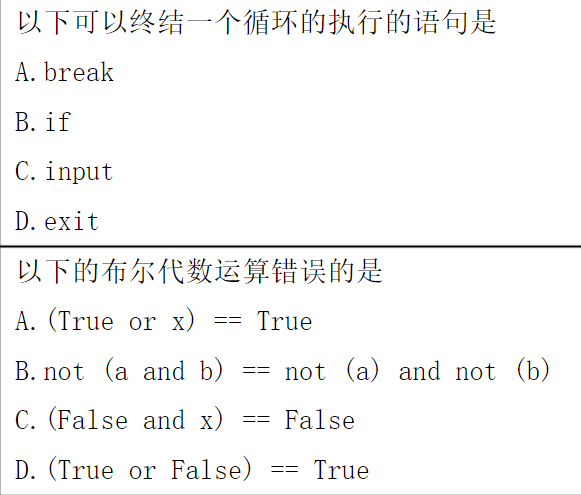 以下可以终结一个循环的执行的语句是
A.break
B.if
C.input
D.exit
以下的布尔代数运算错误的是
A.(True or x) == True
B.not (a and b) == not (a) and not (b)
C.(False and x) == False
D.(True or False) == True